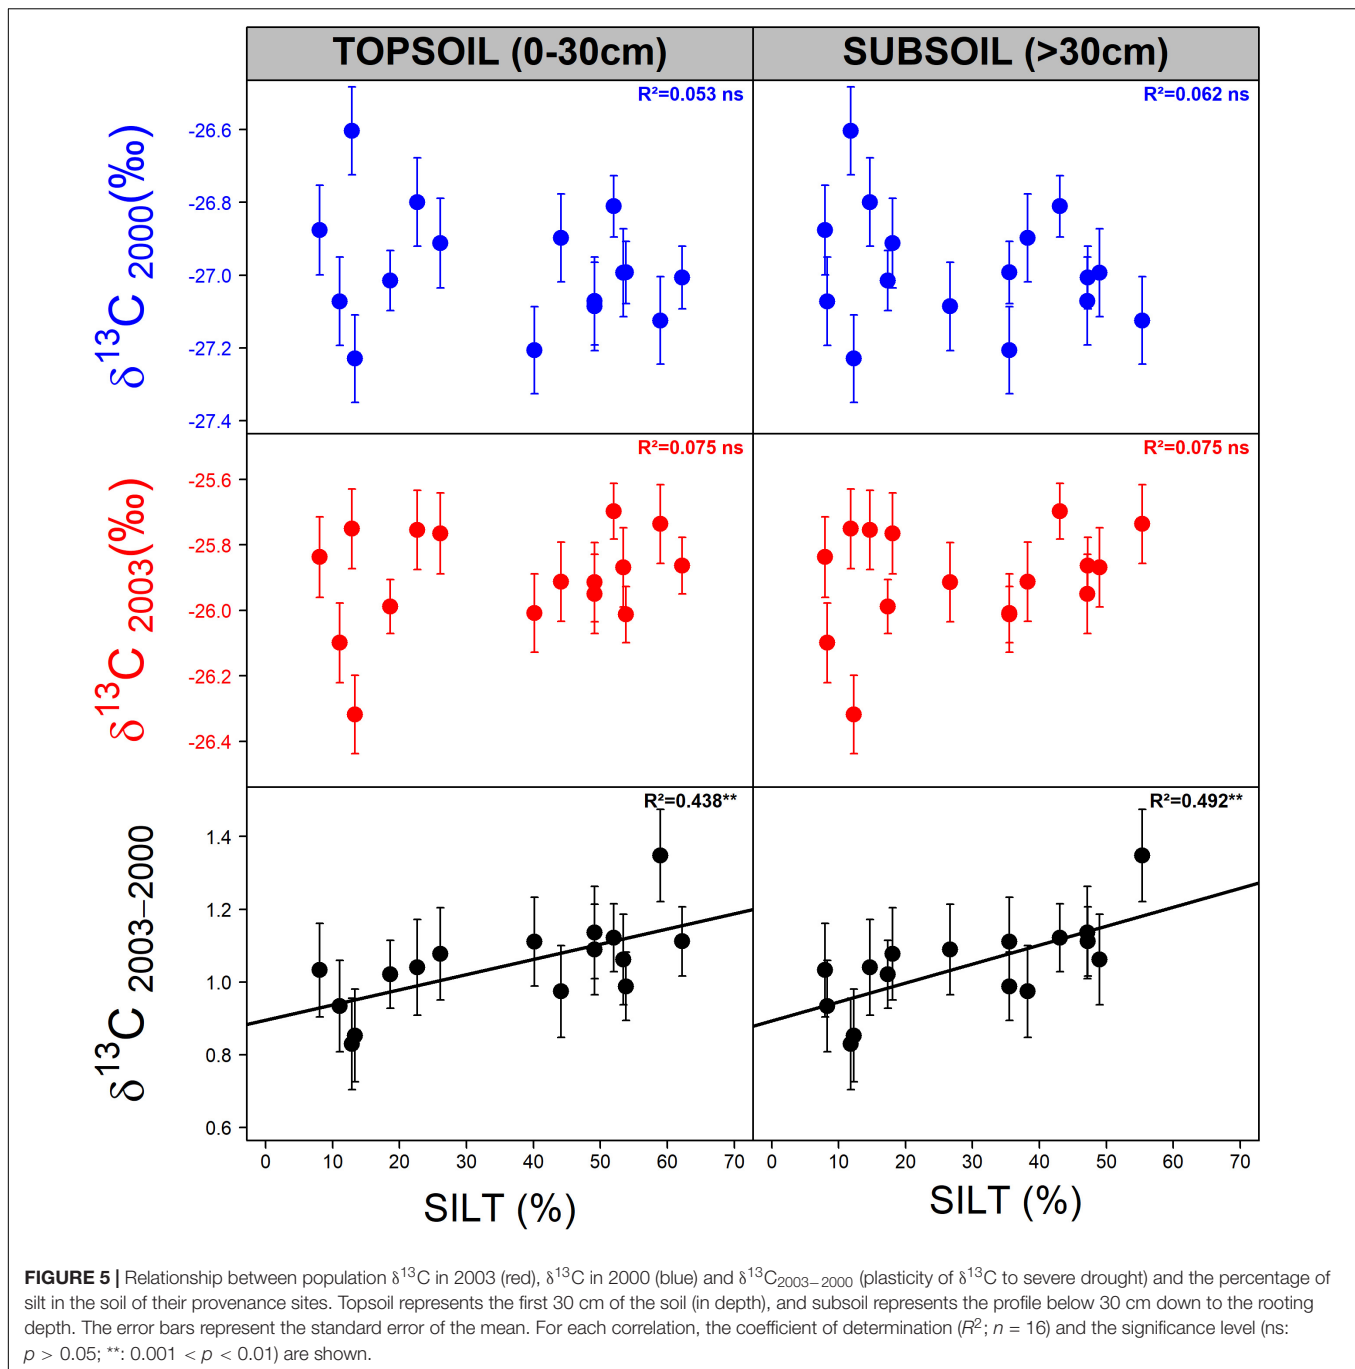 TOPSOIL (0-30cm) SUBSOIL (>30cm)
R²=0.053 ns R²=0.062 ns
δ¹³C 2000(‰)
-26.6
-26.8
-27.0
-27.2
-27.4
R²=0.075 ns R²=0.075 ns
δ¹³C 2003(‰)
-25.6
-25.8
-26.0
-26.2
-26.4
R²=0.438** R²=0.492**
δ¹³C 2003–2000
1.4
1.2
1.0
0.8
0.6
0 10 20 30 40 50 60 70 0 10 20 30 40 50 60 70
SILT (%) SILT (%)
FIGURE 5 | Relationship between population δ¹³C in 2003 (red), δ¹³C in 2000 (blue) and δ¹³C₂₀₀₃₋₂₀₀₀ (plasticity of δ¹³C to severe drought) and the percentage of
silt in the soil of their provenance sites. Topsoil represents the first 30 cm of the soil (in depth), and subsoil represents the profile below 30 cm down to the rooting
depth. The error bars represent the standard error of the mean. For each correlation, the coefficient of determination (R²; n = 16) and the significance level (ns:
p > 0.05; **: 0.001 < p < 0.01) are shown.